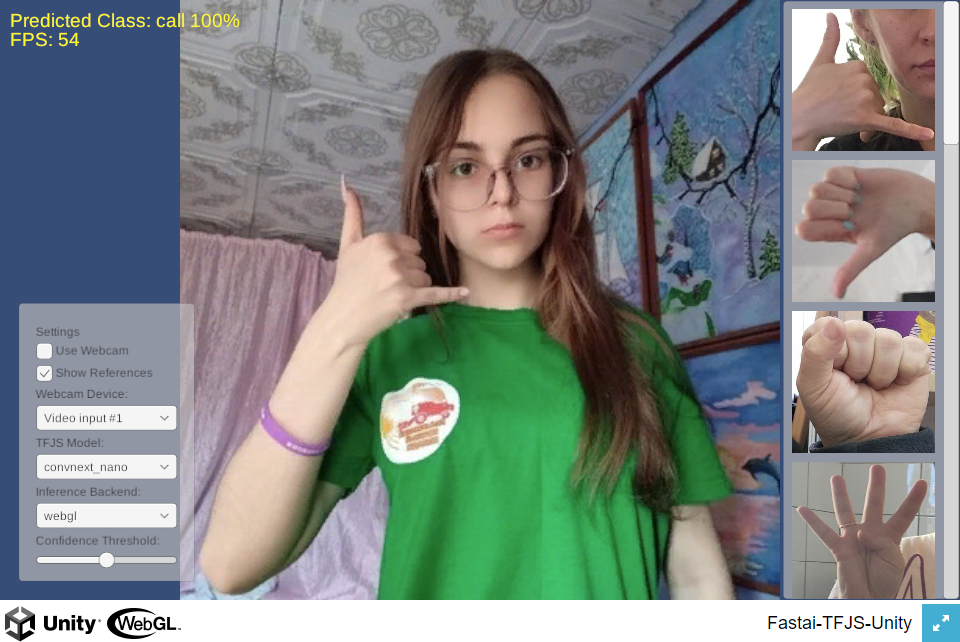 Predicted Class: call 100%
FPS: 54
Settings
Use Webcam
Show References
Webcam Device:
Video input #1
TFJS Model:
convnext_nano
Inference Backend:
webgl
Confidence Threshold:
Unity
WebGL
Fastai-TFJS-Unity